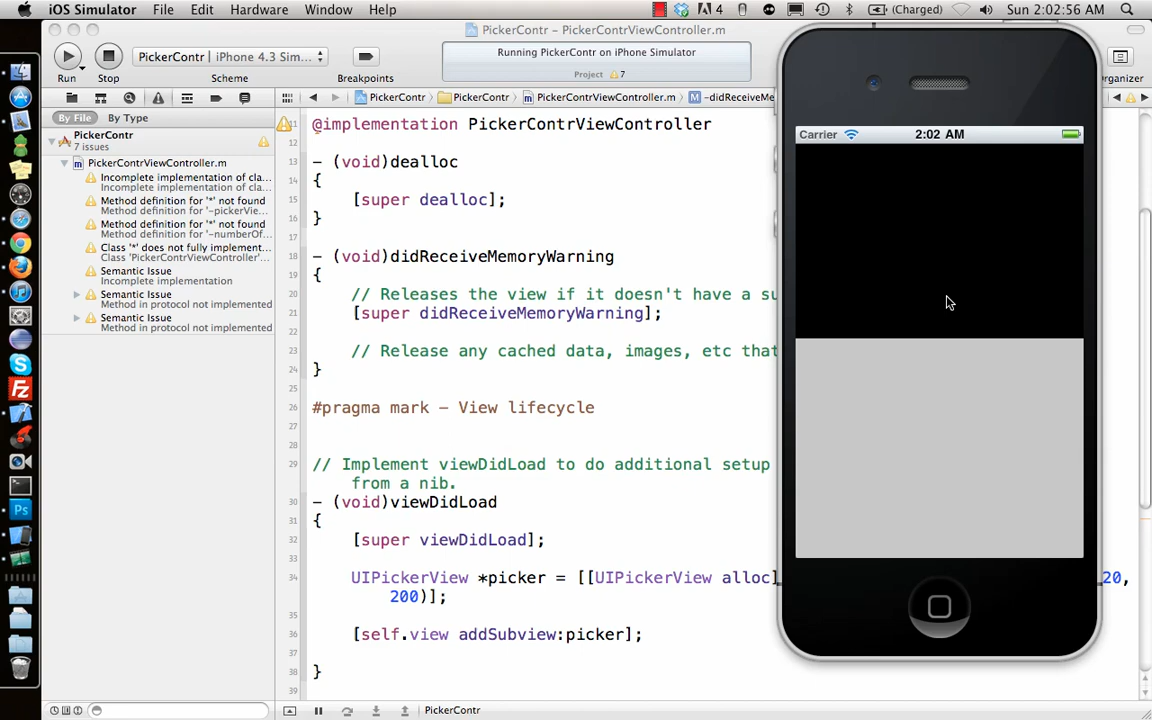 iOS Simulator File Edit Hardware Window Help 4 (Charged) Sun 2:02:56 AM
PickerContr – PickerContrViewController.m
PickerContr | iPhone 4.3 Sim...
Running PickerContr on iPhone Simulator
Project 7
Run Stop Scheme Breakpoints rganizer
PickerContr PickerContr PickerContrViewController.m M -didReceiveMe
By File By Type
PickerContr
7 issues
PickerContrViewController.m
Incomplete implementation of cla...
Incomplete implementation of cla...
Method definition for '*' not found
Method definition for '-pickerVie...
Method definition for '*' not found
Method definition for '-numberOf...
Class '*' does not fully implement...
Class 'PickerContrViewController'...
Semantic Issue
Incomplete implementation
Semantic Issue
Method in protocol not implemented
Semantic Issue
Method in protocol not implemented
11 @implementation PickerContrViewController
12
13 – (void)dealloc
14 {
15 [super dealloc];
16 }
17
18 – (void)didReceiveMemoryWarning
19 {
20 // Releases the view if it doesn't have a su
21 [super didReceiveMemoryWarning];
22
23 // Release any cached data, images, etc that
24 }
25
26 #pragma mark – View lifecycle
27
28
29 // Implement viewDidLoad to do additional setup
from a nib.
30 – (void)viewDidLoad
31 {
32 [super viewDidLoad];
33
34 UIPickerView *picker = [[UIPickerView alloc] 20,
200)];
35
36 [self.view addSubview:picker];
37
38 }
39
PickerContr
Carrier 2:02 AM